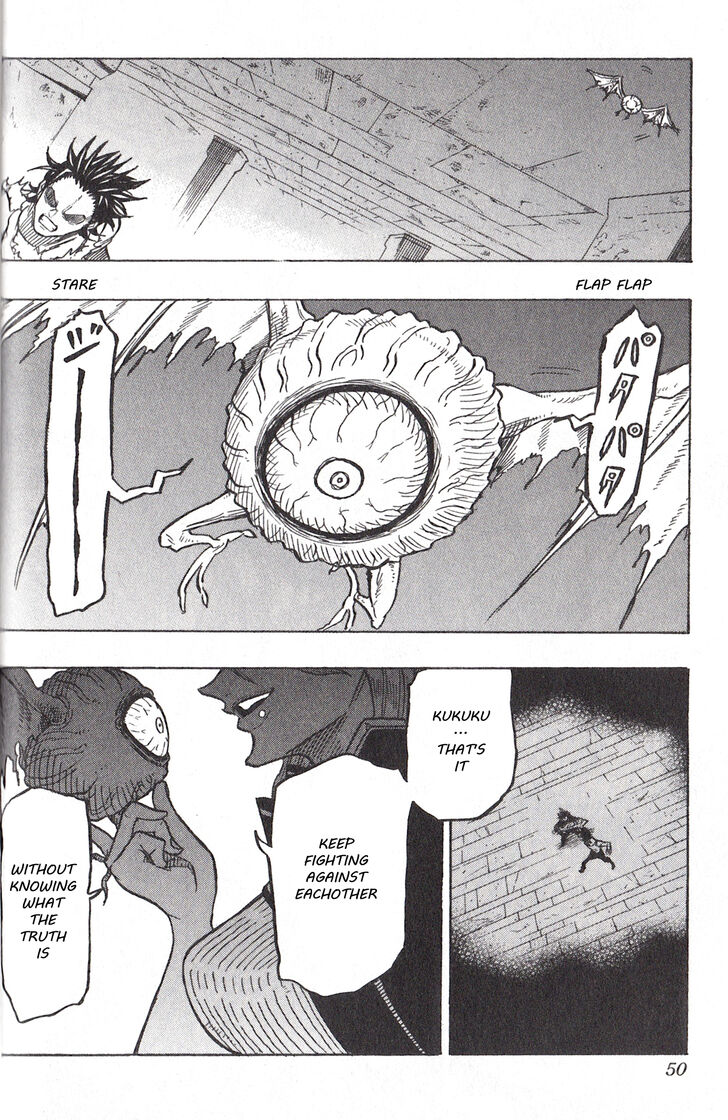 STARE
FLAP FLAP
パタパタ
ジー
KUKUKU
...
THAT'S
IT
KEEP
FIGHTING
AGAINST
EACHOTHER
WITHOUT
KNOWING
WHAT
THE
TRUTH
IS
50